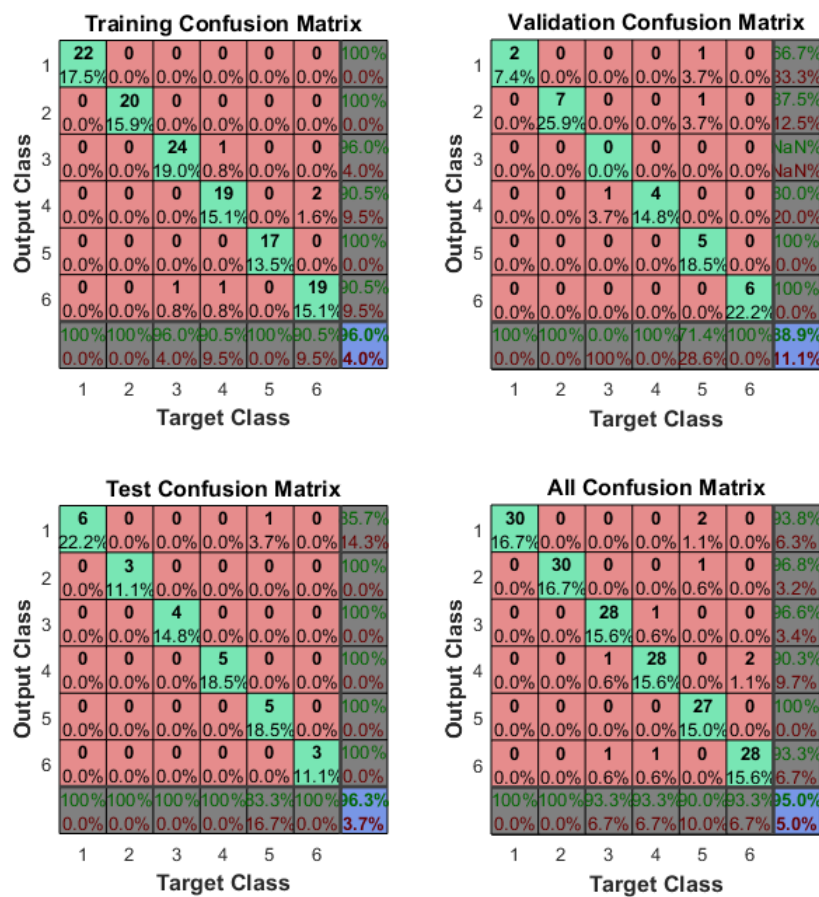 Training Confusion Matrix
Output Class
1
22 0 0 0 0 0 100%
17.5% 0.0% 0.0% 0.0% 0.0% 0.0% 0.0%
2
0 20 0 0 0 0 100%
0.0% 15.9% 0.0% 0.0% 0.0% 0.0% 0.0%
3
0 0 24 1 0 0 96.0%
0.0% 0.0% 19.0% 0.8% 0.0% 0.0% 4.0%
4
0 0 0 19 0 2 90.5%
0.0% 0.0% 0.0% 15.1% 0.0% 1.6% 9.5%
5
0 0 0 0 17 0 100%
0.0% 0.0% 0.0% 0.0% 13.5% 0.0% 0.0%
6
0 0 1 1 0 19 90.5%
0.0% 0.0% 0.8% 0.8% 0.0% 15.1% 9.5%
100% 100% 96.0% 90.5% 100% 90.5% 96.0%
0.0% 0.0% 4.0% 9.5% 0.0% 9.5% 4.0%
1 2 3 4 5 6
Target Class
Validation Confusion Matrix
Output Class
1
2 0 0 0 1 0 66.7%
7.4% 0.0% 0.0% 0.0% 3.7% 0.0% 33.3%
2
0 7 0 0 1 0 87.5%
0.0% 25.9% 0.0% 0.0% 3.7% 0.0% 12.5%
3
0 0 0 0 0 0 NaN%
0.0% 0.0% 0.0% 0.0% 0.0% 0.0% NaN%
4
0 0 1 4 0 0 80.0%
0.0% 0.0% 3.7% 14.8% 0.0% 0.0% 20.0%
5
0 0 0 0 5 0 100%
0.0% 0.0% 0.0% 0.0% 18.5% 0.0% 0.0%
6
0 0 0 0 0 6 100%
0.0% 0.0% 0.0% 0.0% 0.0% 22.2% 0.0%
100% 100% 0.0% 100% 71.4% 100% 88.9%
0.0% 0.0% 100% 0.0% 28.6% 0.0% 11.1%
1 2 3 4 5 6
Target Class
Test Confusion Matrix
Output Class
1
6 0 0 0 1 0 85.7%
22.2% 0.0% 0.0% 0.0% 3.7% 0.0% 14.3%
2
0 3 0 0 0 0 100%
0.0% 11.1% 0.0% 0.0% 0.0% 0.0% 0.0%
3
0 0 4 0 0 0 100%
0.0% 0.0% 14.8% 0.0% 0.0% 0.0% 0.0%
4
0 0 0 5 0 0 100%
0.0% 0.0% 0.0% 18.5% 0.0% 0.0% 0.0%
5
0 0 0 0 5 0 100%
0.0% 0.0% 0.0% 0.0% 18.5% 0.0% 0.0%
6
0 0 0 0 0 3 100%
0.0% 0.0% 0.0% 0.0% 0.0% 11.1% 0.0%
100% 100% 100% 100% 83.3% 100% 96.3%
0.0% 0.0% 0.0% 0.0% 16.7% 0.0% 3.7%
1 2 3 4 5 6
Target Class
All Confusion Matrix
Output Class
1
30 0 0 0 2 0 93.8%
16.7% 0.0% 0.0% 0.0% 1.1% 0.0% 6.3%
2
0 30 0 0 1 0 96.8%
0.0% 16.7% 0.0% 0.0% 0.6% 0.0% 3.2%
3
0 0 28 1 0 0 96.6%
0.0% 0.0% 15.6% 0.6% 0.0% 0.0% 3.4%
4
0 0 1 28 0 2 90.3%
0.0% 0.0% 0.6% 15.6% 0.0% 1.1% 9.7%
5
0 0 0 0 27 0 100%
0.0% 0.0% 0.0% 0.0% 15.0% 0.0% 0.0%
6
0 0 1 1 0 28 93.3%
0.0% 0.0% 0.6% 0.6% 0.0% 15.6% 6.7%
100% 100% 93.3% 93.3% 90.0% 93.3% 95.0%
0.0% 0.0% 6.7% 6.7% 10.0% 6.7% 5.0%
1 2 3 4 5 6
Target Class